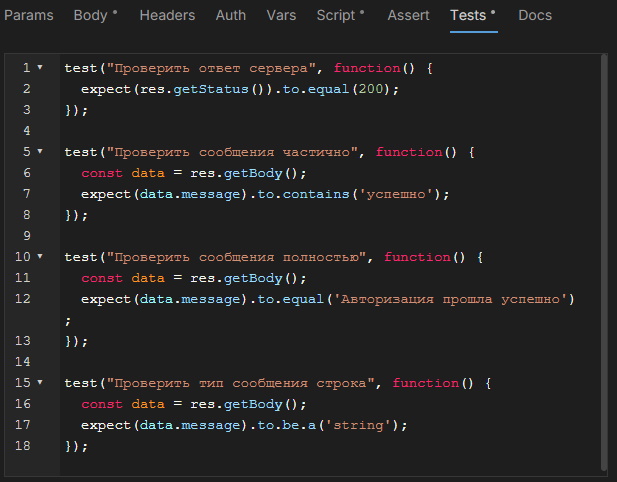 Params Body Headers Auth Vars Script Assert Tests Docs
1 test("Проверить ответ сервера", function() {
2 expect(res.getStatus()).to.equal(200);
3 });
4
5 test("Проверить сообщения частично", function() {
6 const data = res.getBody();
7 expect(data.message).to.contains('успешно');
8 });
9
10 test("Проверить сообщения полностью", function() {
11 const data = res.getBody();
12 expect(data.message).to.equal('Авторизация прошла успешно')
;
13 });
14
15 test("Проверить тип сообщения строка", function() {
16 const data = res.getBody();
17 expect(data.message).to.be.a('string');
18 });